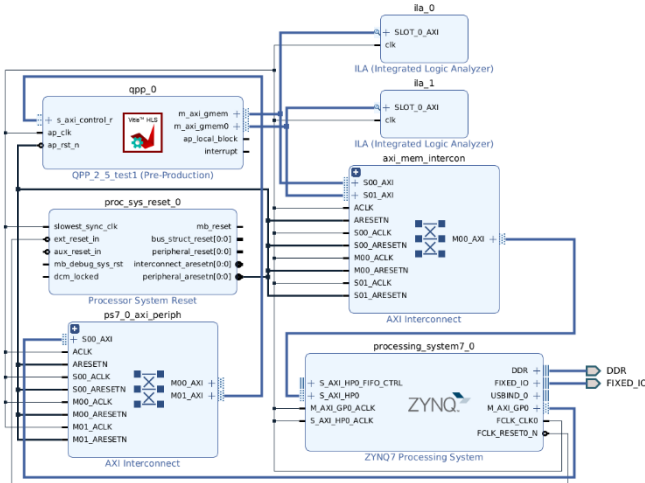 ila_0
SLOT_0_AXI
clk
ILA (Integrated Logic Analyzer)
ila_1
SLOT_0_AXI
clk
ILA (Integrated Logic Analyzer)
qpp_0
s_axi_control_r
ap_clk
ap_rst_n
Vitis™ HLS
m_axi_gmem
m_axi_gmem0
ap_local_block
interrupt
QPP_2_5_test1 (Pre-Production)
axi_mem_intercon
S00_AXI
S01_AXI
ACLK
ARESETN
S00_ACLK
S00_ARESETN
M00_ACLK
M00_ARESETN
S01_ACLK
S01_ARESETN
M00_AXI
AXI Interconnect
proc_sys_reset_0
slowest_sync_clk
ext_reset_in
aux_reset_in
mb_debug_sys_rst
dcm_locked
mb_reset
bus_struct_reset[0:0]
peripheral_reset[0:0]
interconnect_aresetn[0:0]
peripheral_aresetn[0:0]
Processor System Reset
ps7_0_axi_periph
S00_AXI
ACLK
ARESETN
S00_ACLK
S00_ARESETN
M00_ACLK
M00_ARESETN
M01_ACLK
M01_ARESETN
M00_AXI
M01_AXI
AXI Interconnect
processing_system7_0
S_AXI_HP0_FIFO_CTRL
S_AXI_HP0
M_AXI_GP0_ACLK
S_AXI_HP0_ACLK
ZYNQ.
DDR
FIXED_IO
USBIND_0
M_AXI_GP0
FCLK_CLK0
FCLK_RESET0_N
ZYNQ7 Processing System
DDR
FIXED_IO